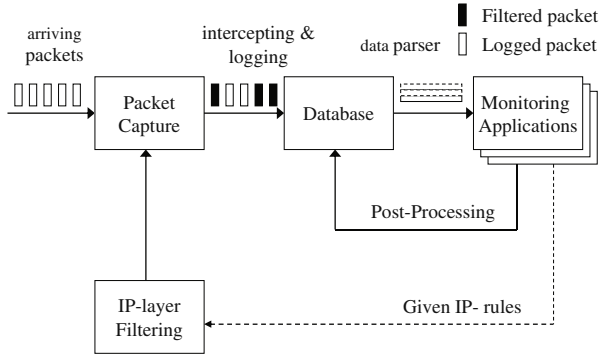 Filtered packet
Logged packet
arriving
packets
intercepting &
logging
data parser
Packet
Capture
Database
Monitoring
Applications
Post-Processing
IP-layer
Filtering
Given IP- rules